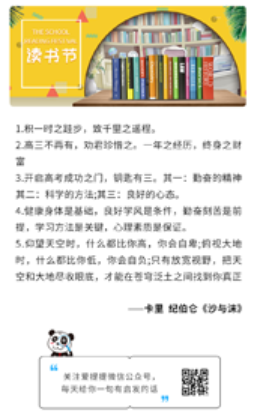 THE SCHOOL
READING FESTIVAL
读书节
1.积一时之跬步，致千里之遥程。
2.高三不再有，劝君珍惜之。一年之经历，终身之财
富
3.开启高考成功之门，钥匙有三。其一：勤奋的精神
其二：科学的方法;其三：良好的心态。
4.健康身体是基础，良好学风是条件，勤奋刻苦是前
提，学习方法是关键，心理素质是保证。
5.仰望天空时，什么都比你高，你会自卑;俯视大地
时，什么都比你低，你会自负;只有放宽视野，把天
空和大地尽收眼底，才能在苍穹泛土之间找到你真正
——卡里 纪伯仑《沙与沫》
关注爱提提微信公众号。
每天给你一句有启发的话